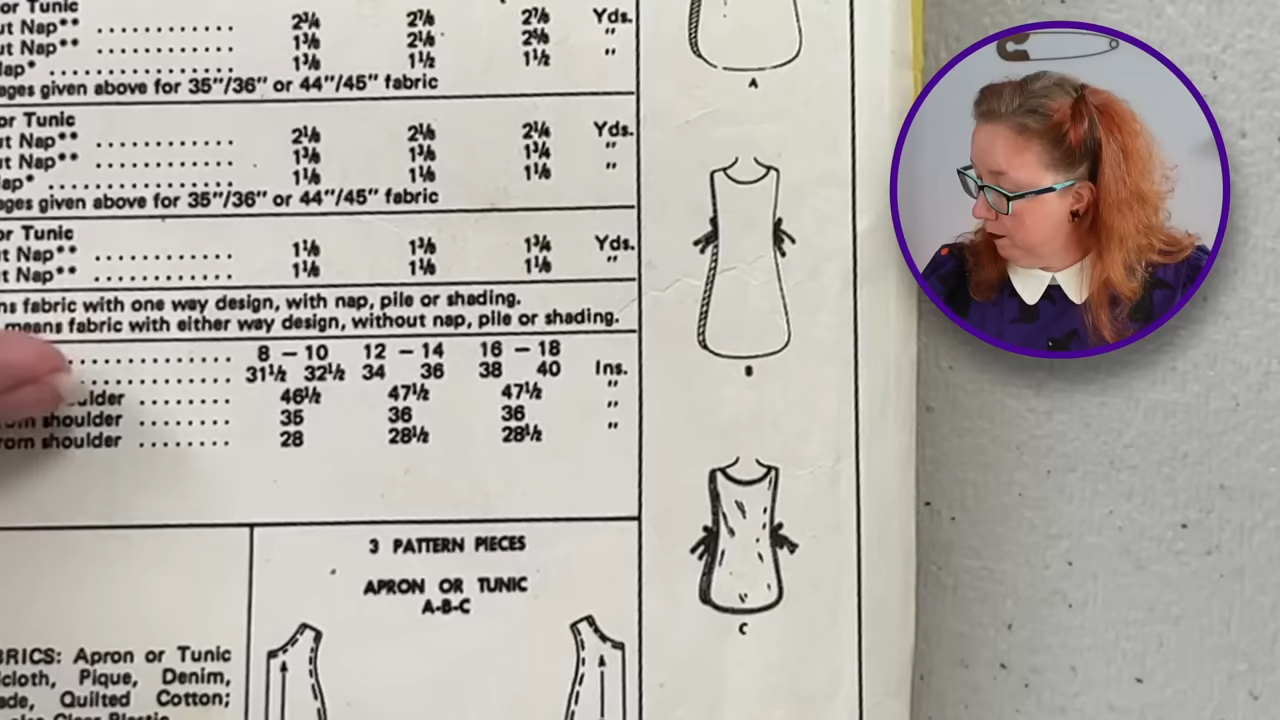 or Tunic
ut Nap** ............ 2¾ 2⅞ 2⅞ Yds.
ut Nap** ............ 1⅜ 2⅛ 2⅝ "
ap* ................ 1⅜ 1½ 1½ "
ages given above for 35"/36" or 44"/45" fabric
or Tunic
ut Nap** ............ 2⅛ 2⅛ 2¼ Yds.
ut Nap** ............ 1⅜ 1⅜ 1¾ "
ap* ................ 1⅛ 1⅛ 1⅛ "
ages given above for 35"/36" or 44"/45" fabric
or Tunic
ut Nap** ............ 1⅛ 1⅜ 1¾ Yds.
ut Nap** ............ 1⅛ 1⅛ 1⅛ "
ns fabric with one way design, with nap, pile or shading.
means fabric with either way design, without nap, pile or shading.
............ 8 – 10 12 – 14 16 – 18
............ 31½ 32½ 34 36 38 40 Ins.
ulder ........ 46½ 47½ 47½ "
om shoulder ........ 35 36 36 "
rom shoulder ........ 28 28½ 28½ "
3 PATTERN PIECES
APRON OR TUNIC
A-B-C
BRICS: Apron or Tunic
lcloth, Pique, Denim,
ade, Quilted Cotton;
also Clear Plastic
A
B
C